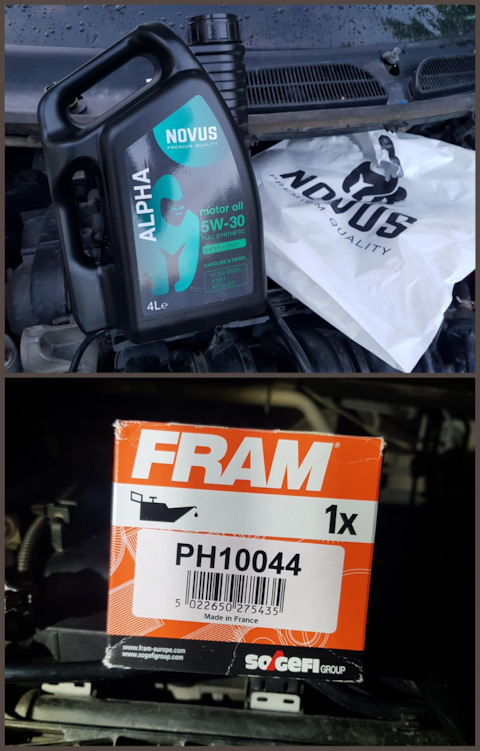 NOVUS
PREMIUM QUALITY
ALPHA
motor oil
5W-30
FULL SYNTHETIC
GASOLINE & DIESEL
4Le
NOVUS
PREMIUM QUALITY
FRAM
1x
PH10044
5 022650 275435
Made in France
www.fram-europe.com
www.sogefigroup.com
SOGEFI GROUP